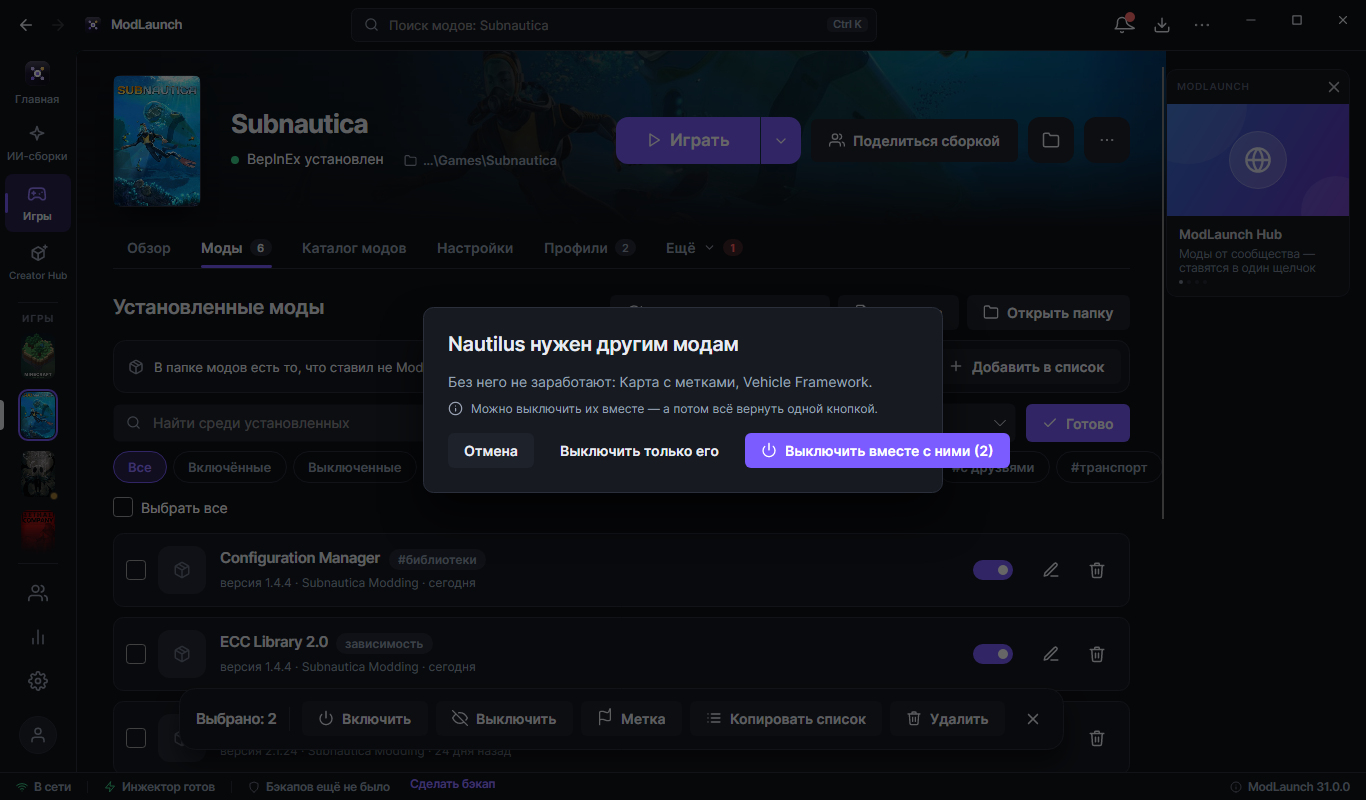 ModLaunch
Поиск модов: Subnautica
Ctrl K
Главная
ИИ-сборки
Игры
Creator Hub
ИГРЫ
MINECRAFT
SUBNAUTICA
Subnautica
BepInEx установлен
...\Games\Subnautica
Играть
Поделиться сборкой
Обзор
Моды 6
Каталог модов
Настройки
Профили 2
Ещё 1
Установленные моды
Открыть папку
В папке модов есть то, что ставил не Mod
Добавить в список
Найти среди установленных
Готово
Все
Включённые
Выключенные
#с друзьями
#транспорт
Выбрать все
Nautilus нужен другим модам
Без него не заработают: Карта с метками, Vehicle Framework.
Можно выключить их вместе — а потом всё вернуть одной кнопкой.
Отмена
Выключить только его
Выключить вместе с ними (2)
Configuration Manager #библиотеки
версия 1.4.4 · Subnautica Modding · сегодня
ECC Library 2.0 зависимость
версия 1.4.4 · Subnautica Modding · сегодня
версия 2.1.24 · Subnautica Modding · 24 дня назад
Выбрано: 2
Включить
Выключить
Метка
Копировать список
Удалить
MODLAUNCH
ModLaunch Hub
Моды от сообщества —
ставятся в один щелчок
В сети
Инжектор готов
Бэкапов ещё не было
Сделать бэкап
ModLaunch 31.0.0